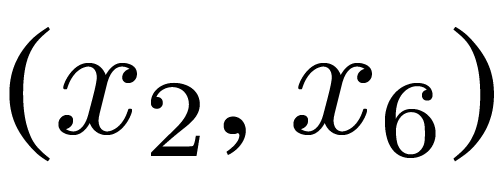 (x₂, x₆)